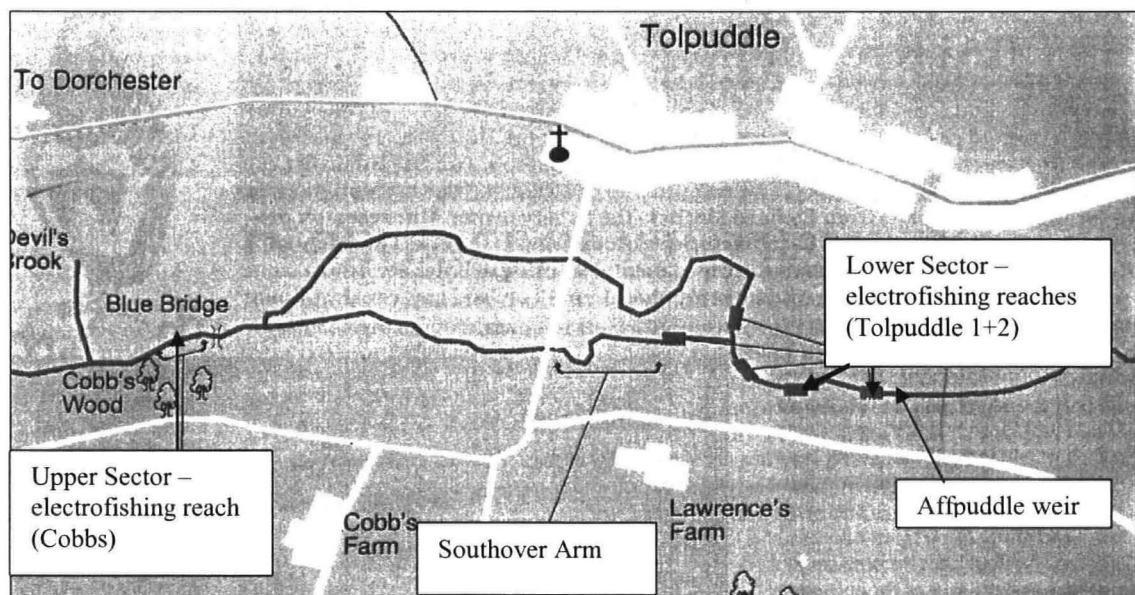 Tolpuddle
To Dorchester
Devil's
Brook
Blue Bridge
Cobb's
Wood
Lower Sector –
electrofishing reaches
(Tolpuddle 1+2)
Upper Sector –
electrofishing reach
(Cobbs)
Cobb's
Farm
Southover Arm
Lawrence's
Farm
Affpuddle weir